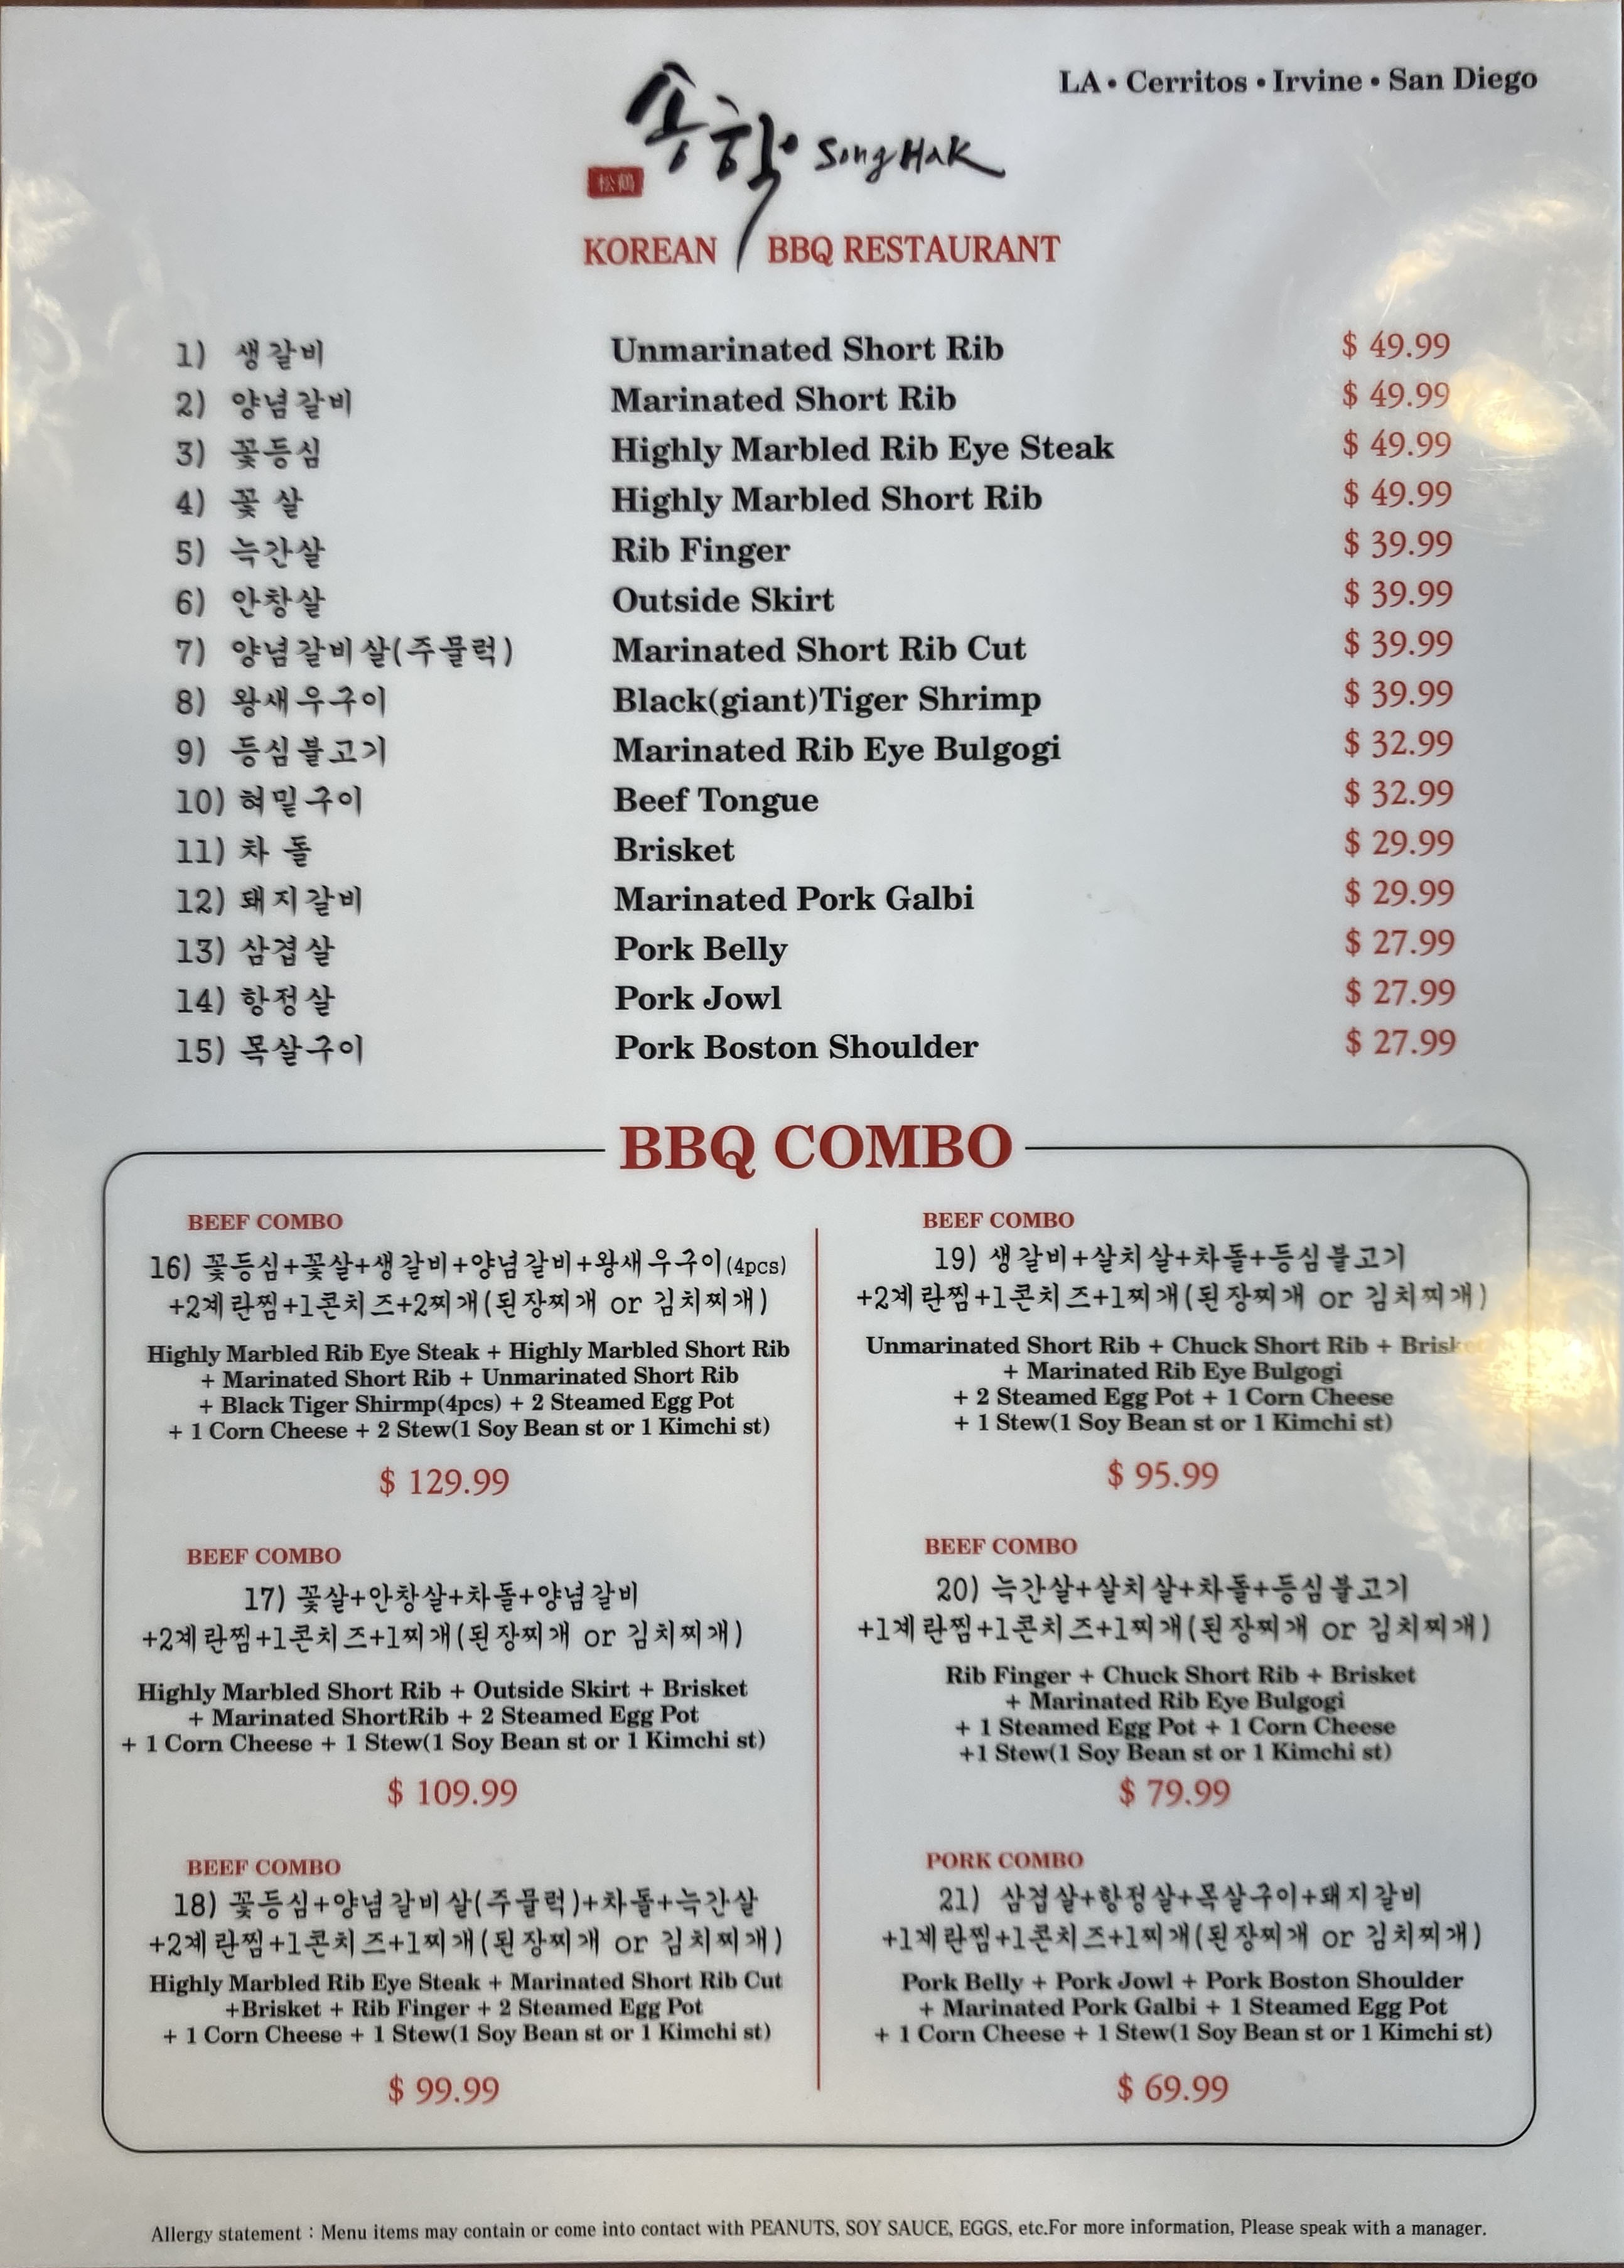 LA • Cerritos • Irvine • San Diego
송학 SongHak
松鶴
KOREAN BBQ RESTAURANT
1) 생갈비 Unmarinated Short Rib $ 49.99
2) 양념갈비 Marinated Short Rib $ 49.99
3) 꽃등심 Highly Marbled Rib Eye Steak $ 49.99
4) 꽃 살 Highly Marbled Short Rib $ 49.99
5) 늑간살 Rib Finger $ 39.99
6) 안창살 Outside Skirt $ 39.99
7) 양념갈비살(주물럭) Marinated Short Rib Cut $ 39.99
8) 왕새우구이 Black(giant)Tiger Shrimp $ 39.99
9) 등심불고기 Marinated Rib Eye Bulgogi $ 32.99
10) 혀밑구이 Beef Tongue $ 32.99
11) 차 돌 Brisket $ 29.99
12) 돼지갈비 Marinated Pork Galbi $ 29.99
13) 삼겹살 Pork Belly $ 27.99
14) 항정살 Pork Jowl $ 27.99
15) 목살구이 Pork Boston Shoulder $ 27.99
BBQ COMBO
BEEF COMBO
16) 꽃등심+꽃살+생갈비+양념갈비+왕새우구이(4pcs)
+2계란찜+1콘치즈+2찌개(된장찌개 or 김치찌개)
Highly Marbled Rib Eye Steak + Highly Marbled Short Rib
+ Marinated Short Rib + Unmarinated Short Rib
+ Black Tiger Shirmp(4pcs) + 2 Steamed Egg Pot
+ 1 Corn Cheese + 2 Stew(1 Soy Bean st or 1 Kimchi st)
$ 129.99
BEEF COMBO
17) 꽃살+안창살+차돌+양념갈비
+2계란찜+1콘치즈+1찌개(된장찌개 or 김치찌개)
Highly Marbled Short Rib + Outside Skirt + Brisket
+ Marinated ShortRib + 2 Steamed Egg Pot
+ 1 Corn Cheese + 1 Stew(1 Soy Bean st or 1 Kimchi st)
$ 109.99
BEEF COMBO
18) 꽃등심+양념갈비살(주물럭)+차돌+늑간살
+2계란찜+1콘치즈+1찌개(된장찌개 or 김치찌개)
Highly Marbled Rib Eye Steak + Marinated Short Rib Cut
+Brisket + Rib Finger + 2 Steamed Egg Pot
+ 1 Corn Cheese + 1 Stew(1 Soy Bean st or 1 Kimchi st)
$ 99.99
BEEF COMBO
19) 생갈비+살치살+차돌+등심불고기
+2계란찜+1콘치즈+1찌개(된장찌개 or 김치찌개)
Unmarinated Short Rib + Chuck Short Rib + Brisket
+ Marinated Rib Eye Bulgogi
+ 2 Steamed Egg Pot + 1 Corn Cheese
+ 1 Stew(1 Soy Bean st or 1 Kimchi st)
$ 95.99
BEEF COMBO
20) 늑간살+살치살+차돌+등심불고기
+1계란찜+1콘치즈+1찌개(된장찌개 or 김치찌개)
Rib Finger + Chuck Short Rib + Brisket
+ Marinated Rib Eye Bulgogi
+ 1 Steamed Egg Pot + 1 Corn Cheese
+1 Stew(1 Soy Bean st or 1 Kimchi st)
$ 79.99
PORK COMBO
21) 삼겹살+항정살+목살구이+돼지갈비
+1계란찜+1콘치즈+1찌개(된장찌개 or 김치찌개)
Pork Belly + Pork Jowl + Pork Boston Shoulder
+ Marinated Pork Galbi + 1 Steamed Egg Pot
+ 1 Corn Cheese + 1 Stew(1 Soy Bean st or 1 Kimchi st)
$ 69.99
Allergy statement : Menu items may contain or come into contact with PEANUTS, SOY SAUCE, EGGS, etc.For more information, Please speak with a manager.